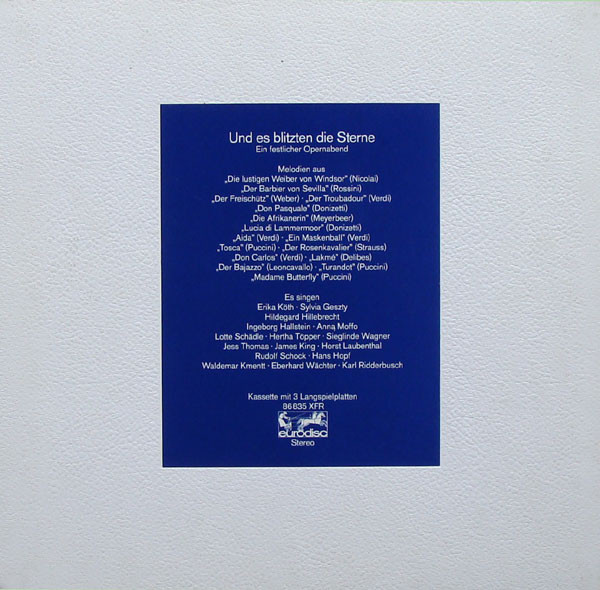 Und es blitzten die Sterne
Ein festlicher Opernabend
Melodien aus
„Die lustigen Weiber von Windsor" (Nicolai)
„Der Barbier von Sevilla" (Rossini)
„Der Freischütz" (Weber) · „Der Troubadour" (Verdi)
„Don Pasquale" (Donizetti)
„Die Afrikanerin" (Meyerbeer)
„Lucia di Lammermoor" (Donizetti)
„Aida" (Verdi) · „Ein Maskenball" (Verdi)
„Tosca" (Puccini) · „Der Rosenkavalier" (Strauss)
„Don Carlos" (Verdi) · „Lakmé" (Delibes)
„Der Bajazzo" (Leoncavallo) · „Turandot" (Puccini)
„Madame Butterfly" (Puccini)
Es singen
Erika Köth · Sylvia Geszty
Hildegard Hillebrecht
Ingeborg Hallstein · Anna Moffo
Lotte Schädle · Hertha Töpper · Sieglinde Wagner
Jess Thomas · James King · Horst Laubenthal
Rudolf Schock · Hans Hopf
Waldemar Kmentt · Eberhard Wächter · Karl Ridderbusch
Kassette mit 3 Langspielplatten
86 835 XFR
eurodisc
Stereo